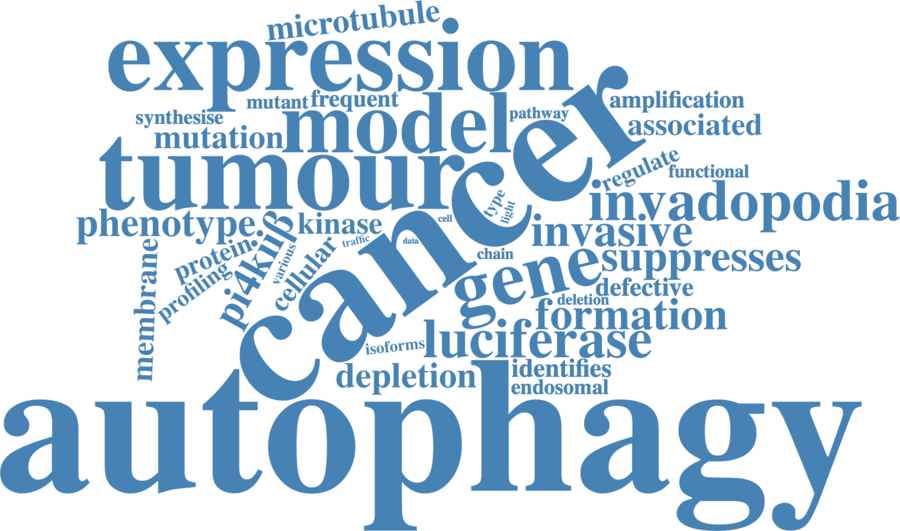 microtubule
expression
mutant
frequent
amplification
synthesise
model
pathway
associated
mutation
cancer
tumour
regulate
functional
type
light
invadopodia
phenotype
kinase
cell
invasive
pi4kiiβ
protein
various
cellular
traffic
data
chain
gene
suppresses
membrane
profiling
defective
deletion
formation
luciferase
isoforms
depletion
identifies
endosomal
autophagy